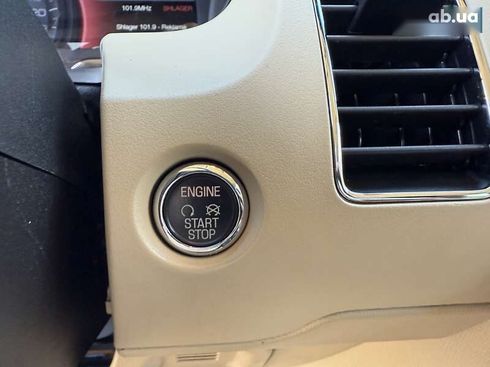 101.9MHz SHLAGER
Shlager 101.9 - Reklama
ab.ua
ENGINE
START
STOP